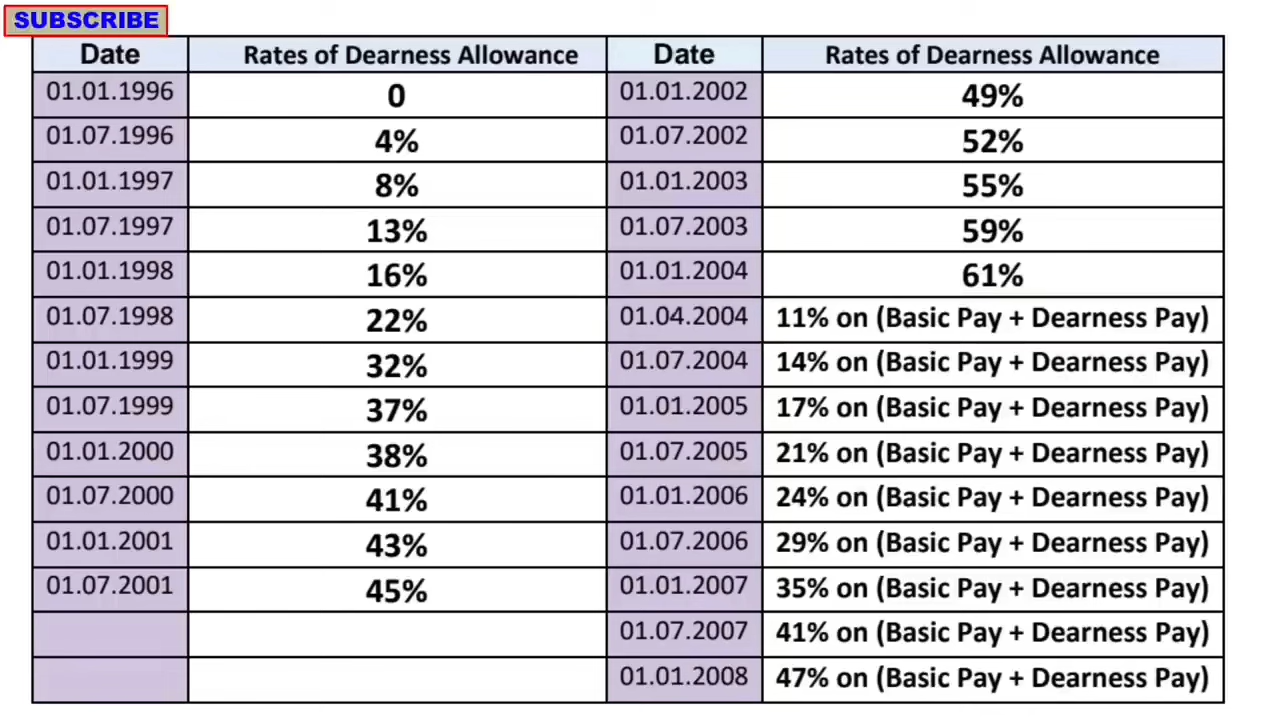 SUBSCRIBE
Date Rates of Dearness Allowance Date Rates of Dearness Allowance
01.01.1996 0 01.01.2002 49%
01.07.1996 4% 01.07.2002 52%
01.01.1997 8% 01.01.2003 55%
01.07.1997 13% 01.07.2003 59%
01.01.1998 16% 01.01.2004 61%
01.07.1998 22% 01.04.2004 11% on (Basic Pay + Dearness Pay)
01.01.1999 32% 01.07.2004 14% on (Basic Pay + Dearness Pay)
01.07.1999 37% 01.01.2005 17% on (Basic Pay + Dearness Pay)
01.01.2000 38% 01.07.2005 21% on (Basic Pay + Dearness Pay)
01.07.2000 41% 01.01.2006 24% on (Basic Pay + Dearness Pay)
01.01.2001 43% 01.07.2006 29% on (Basic Pay + Dearness Pay)
01.07.2001 45% 01.01.2007 35% on (Basic Pay + Dearness Pay)
01.07.2007 41% on (Basic Pay + Dearness Pay)
01.01.2008 47% on (Basic Pay + Dearness Pay)